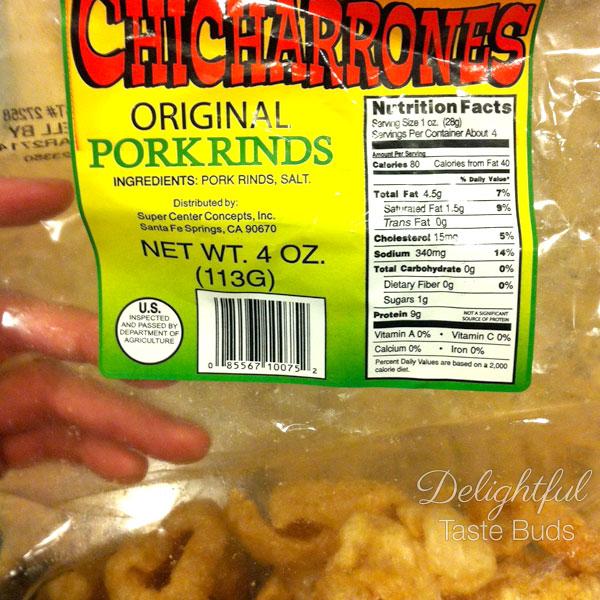 CHICHARRONES
ORIGINAL
PORK RINDS
INGREDIENTS: PORK RINDS, SALT.
Distributed by:
Super Center Concepts, Inc.
Santa Fe Springs, CA 90670
NET WT. 4 OZ.
(113G)
U.S.
INSPECTED
AND PASSED BY
DEPARTMENT OF
AGRICULTURE
0 85567 10075 2
Nutrition Facts
Serving Size 1 oz. (28g)
Servings Per Container About 4
Amount Per Serving
Calories 80 Calories from Fat 40
% Daily Value*
Total Fat 4.5g 7%
Saturated Fat 1.5g 9%
Trans Fat 0g
Cholesterol 15mg 5%
Sodium 340mg 14%
Total Carbohydrate 0g 0%
Dietary Fiber 0g 0%
Sugars 1g
Protein 9g NOT A SIGNIFICANT
SOURCE OF PROTEIN
Vitamin A 0% • Vitamin C 0%
Calcium 0% • Iron 0%
Percent Daily Values are based on a 2,000
calorie diet.
T# 27258
ELL BY
AR2714
Delightful
Taste Buds